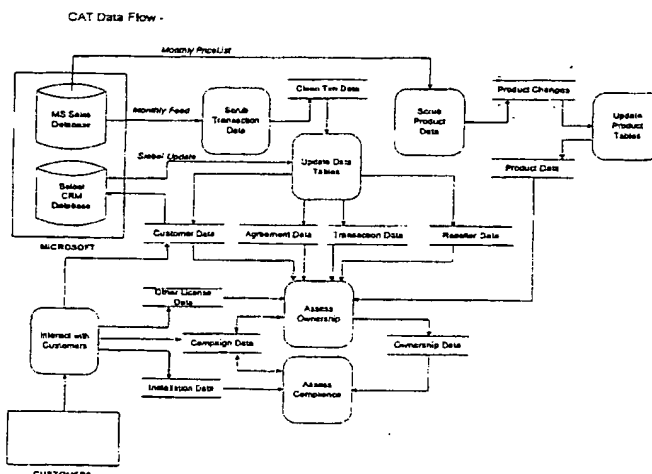 CAT Data Flow -
Monthly PriceList
MS Sales
Database
Monthly Feed
Scrub
Transaction
Data
Clean Txn Data
Scrub
Product
Data
Product Changes
Update
Product
Tables
Siebel Update
Siebel
CRM
Database
Update Data
Tables
Product Data
MICROSOFT
Customer Data
Agreement Data
Transaction Data
Reseller Data
Other License
Data
Assess
Ownership
Interact with
Customers
Campaign Data
Ownership Data
Installation Data
Assess
Compliance
CUSTOMERS